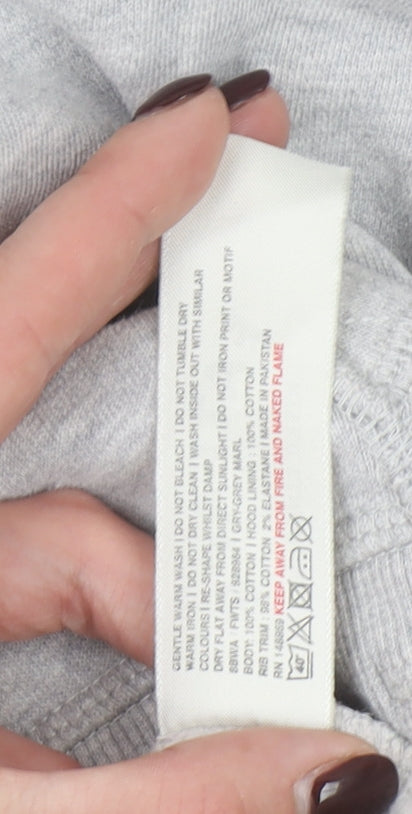 GENTLE WARM WASH | DO NOT BLEACH | DO NOT TUMBLE DRY
WARM IRON | DO NOT DRY CLEAN | WASH INSIDE OUT WITH SIMILAR
COLOURS | RE-SHAPE WHILST DAMP
DRY FLAT AWAY FROM DIRECT SUNLIGHT | DO NOT IRON PRINT OR MOTIF
FWTS : | GRY-GREY MARL
BODY: 100% COTTON | HOOD LINING : 100% COTTON
RIB TRIM : 98% COTTON 2% ELASTANE | MADE IN PAKISTAN
RN KEEP AWAY FROM FIRE AND NAKED FLAME
40°